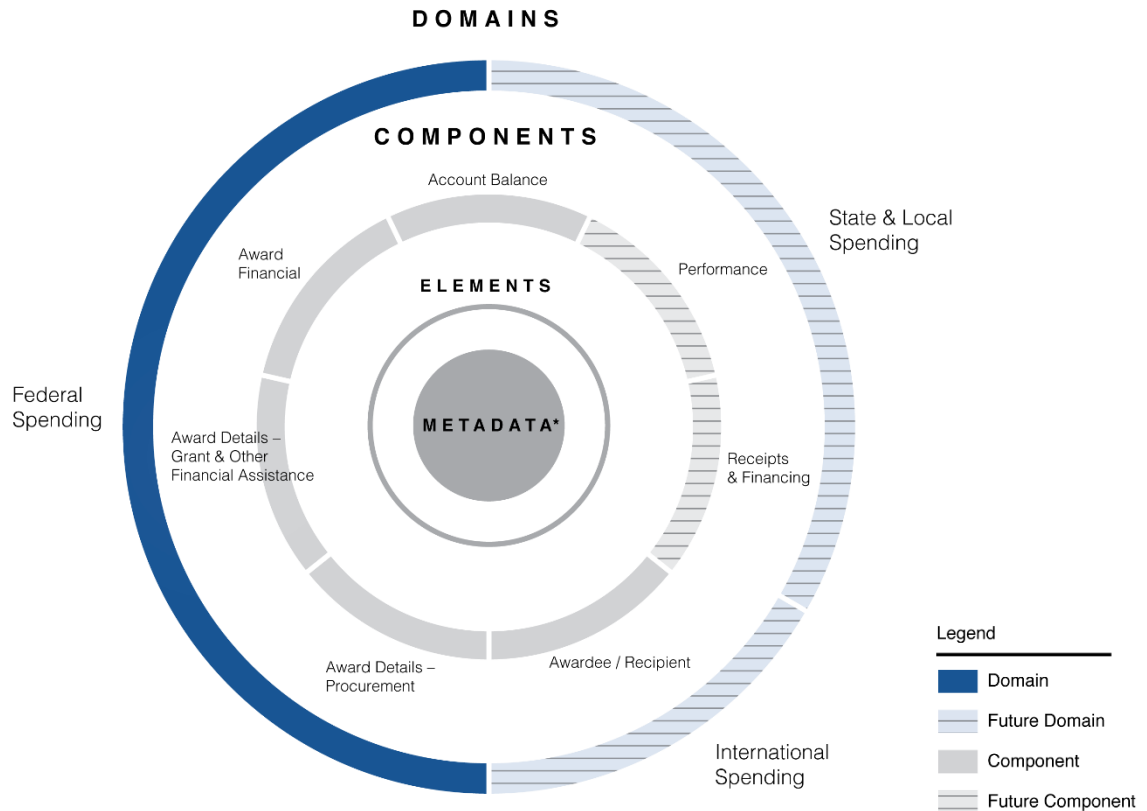 DOMAINS
COMPONENTS
Account Balance
State & Local
Spending
Award
Financial
Performance
ELEMENTS
Federal
Spending
METADATA*
Award Details –
Grant & Other
Financial Assistance
Receipts
& Financing
Award Details –
Procurement
Awardee / Recipient
International
Spending
Legend
Domain
Future Domain
Component
Future Component